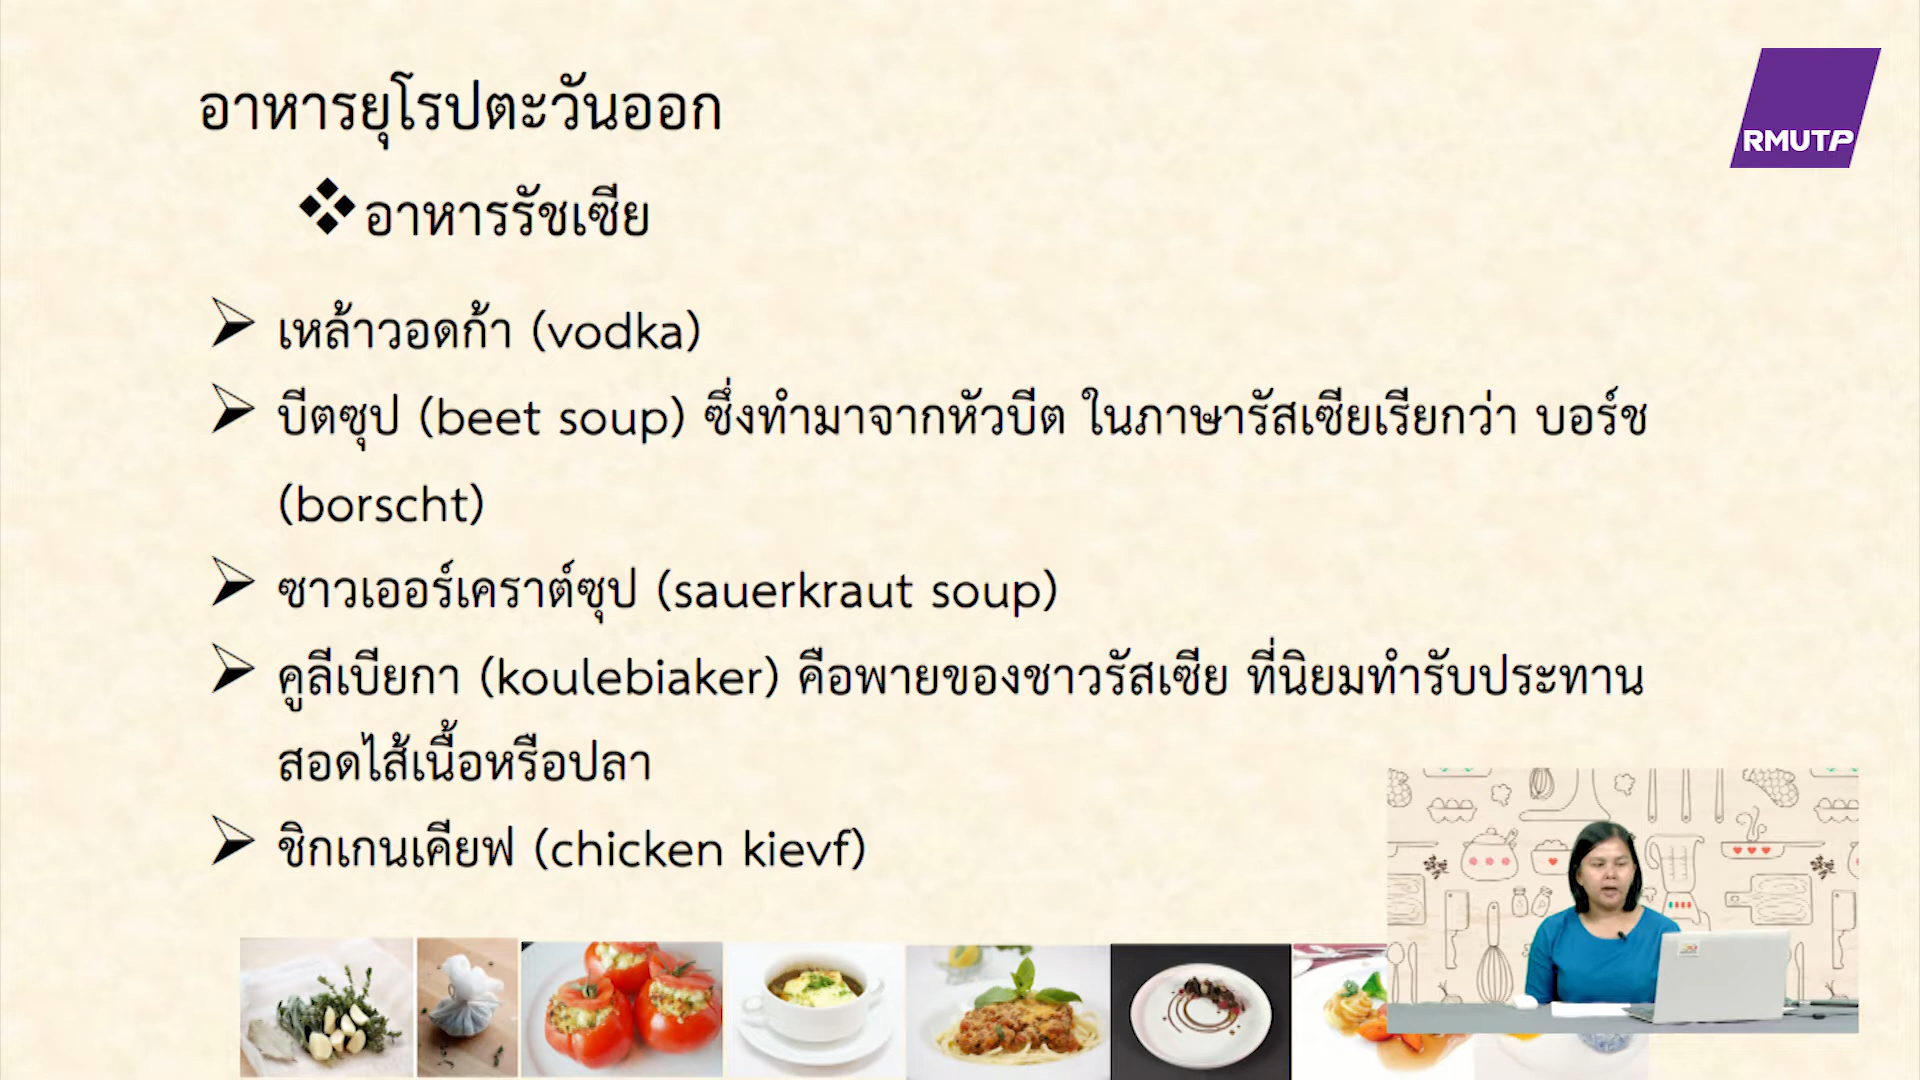 อาหารยุโรปตะวันออก
RMUTP
❖อาหารรัชเซีย
➢ เหล้าวอดก้า (vodka)
➢ บีตซุป (beet soup) ซึ่งทำมาจากหัวบีต ในภาษารัสเซียเรียกว่า บอร์ช
(borscht)
➢ ซาวเออร์เคราต์ซุป (sauerkraut soup)
➢ คูลีเบียกา (koulebiaker) คือพายของชาวรัสเซีย ที่นิยมทำรับประทาน
สอดไส้เนื้อหรือปลา
➢ ชิกเกนเคียฟ (chicken kievf)